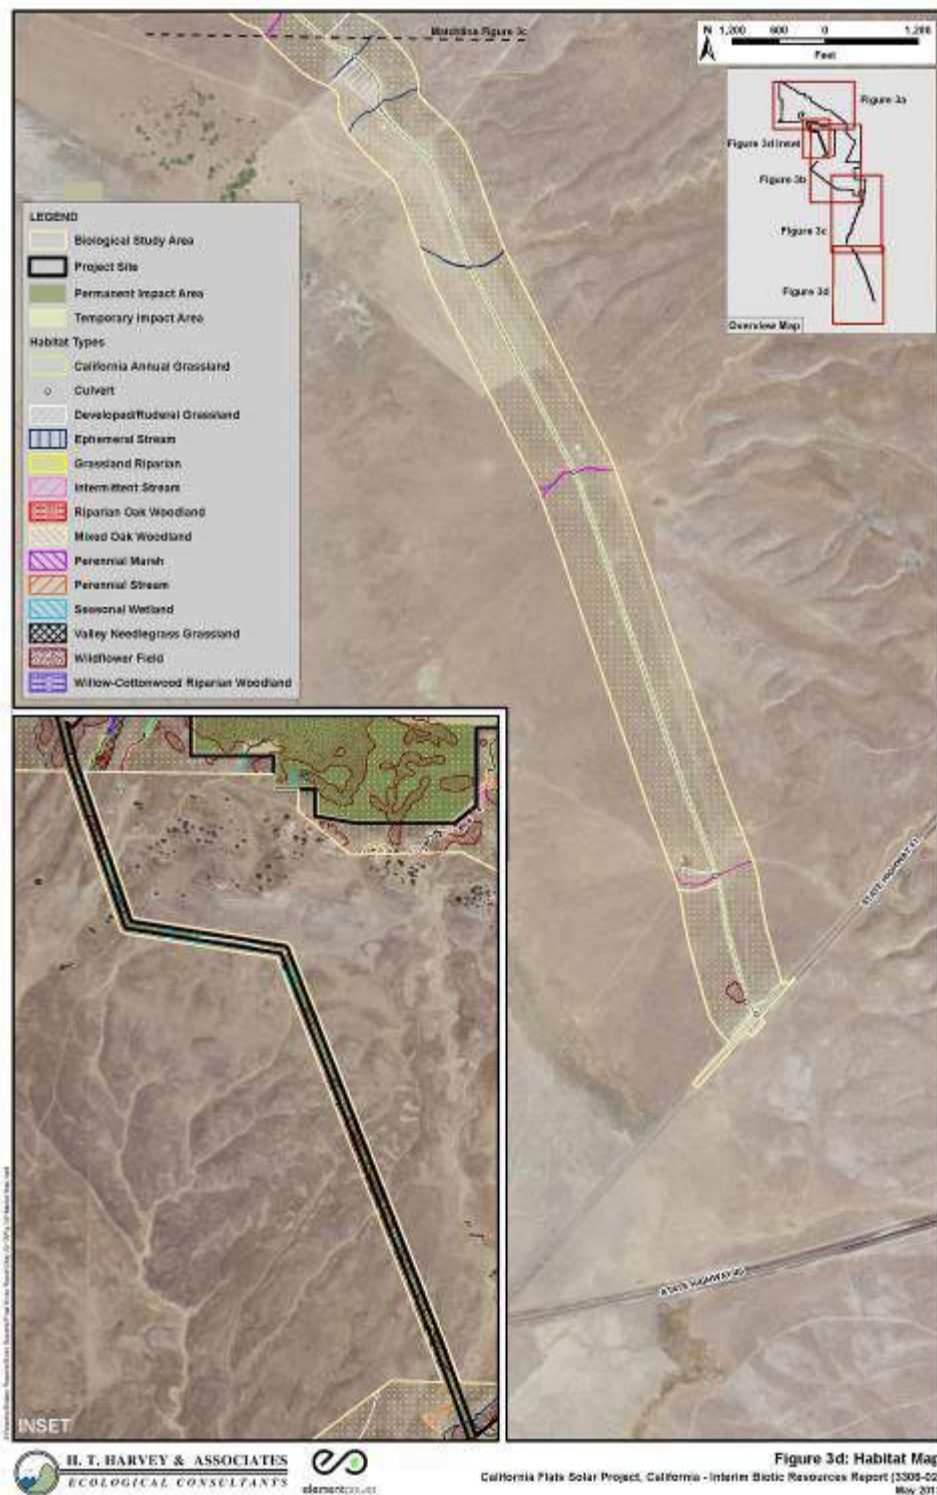 Matchline Figure 3c
N 1,200 600 0 1,200
Feet
Figure 3a
Figure 3d Inset
Figure 3b
Figure 3c
Figure 3d
Overview Map
LEGEND
Biological Study Area
Project Site
Permanent Impact Area
Temporary Impact Area
Habitat Types
California Annual Grassland
Culvert
Developed/Ruderal Grassland
Ephemeral Stream
Grassland Riparian
Intermittent Stream
Riparian Oak Woodland
Mixed Oak Woodland
Perennial Marsh
Perennial Stream
Seasonal Wetland
Valley Needlegrass Grassland
Wildflower Field
Willow-Cottonwood Riparian Woodland
STATE HIGHWAY 41
STATE HIGHWAY 46
INSET
H. T. HARVEY & ASSOCIATES
ECOLOGICAL CONSULTANTS
elementpower
Figure 3d: Habitat Map
California Flats Solar Project, California - Interim Biotic Resources Report (3308-02
May 201